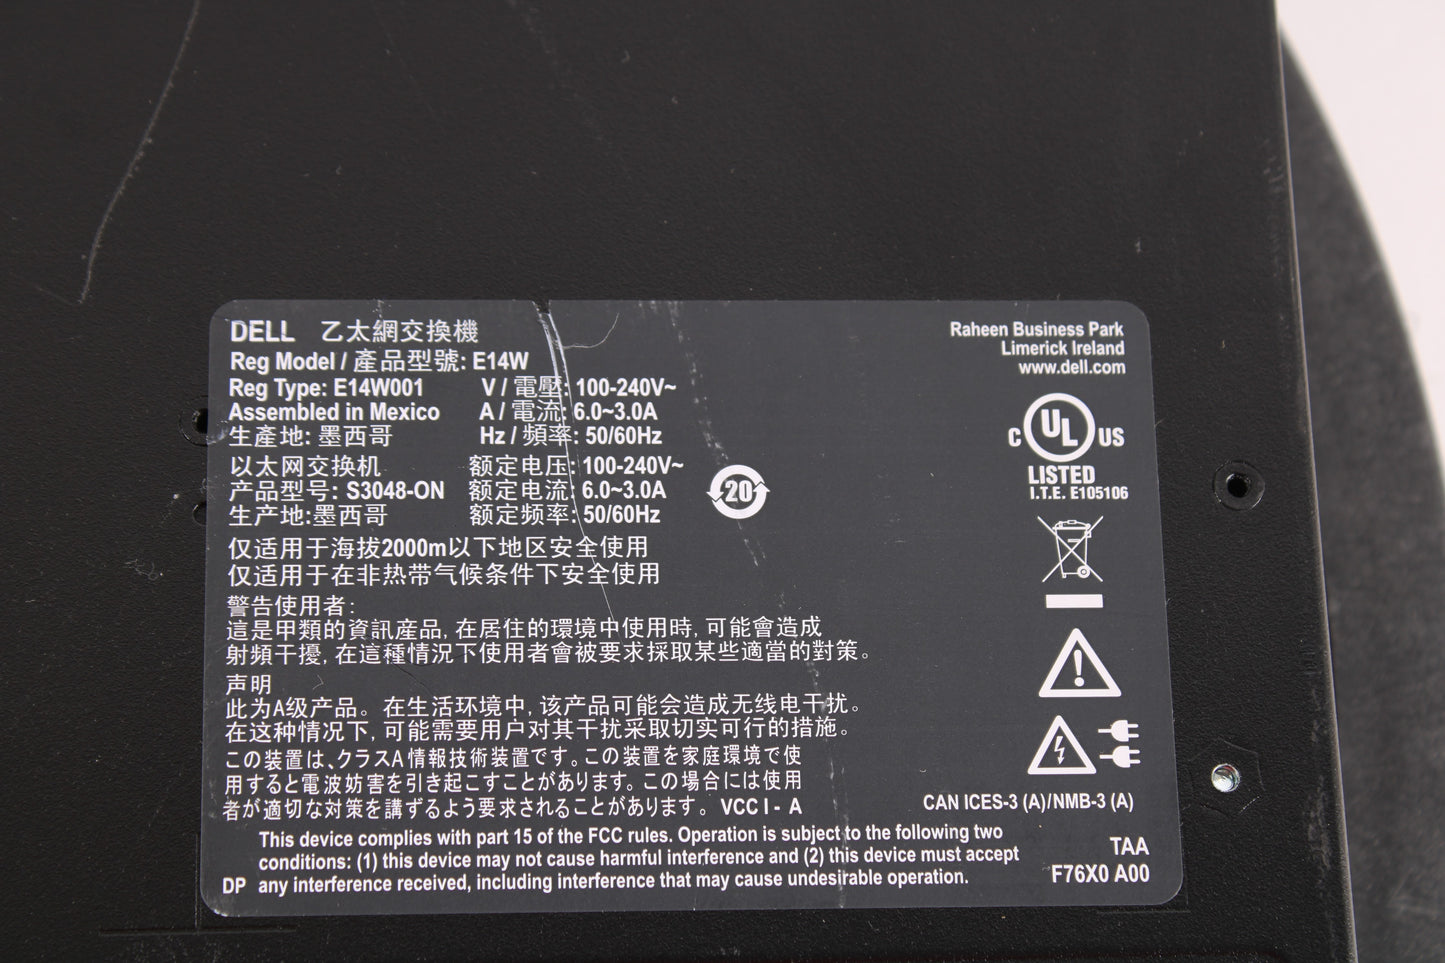 DELL 乙太網交換機
Reg Model / 產品型號: E14W
Reg Type: E14W001 V / 電壓: 100-240V~
Assembled in Mexico A / 電流: 6.0~3.0A
生產地: 墨西哥 Hz / 頻率: 50/60Hz
以太网交换机 额定电压: 100-240V~
产品型号: S3048-ON 额定电流: 6.0~3.0A
生产地:墨西哥 额定频率: 50/60Hz
仅适用于海拔2000m以下地区安全使用
仅适用于在非热带气候条件下安全使用
警告使用者:
這是甲類的資訊產品, 在居住的環境中使用時, 可能會造成
射頻干擾, 在這種情況下使用者會被要求採取某些適當的對策。
声明
此为A级产品。在生活环境中, 该产品可能会造成无线电干扰。
在这种情况下, 可能需要用户对其干扰采取切实可行的措施。
この装置は、クラスA情報技術装置です。この装置を家庭環境で使
用すると電波妨害を引き起こすことがあります。この場合には使用
者が適切な対策を講ずるよう要求されることがあります。 VCC I - A
This device complies with part 15 of the FCC rules. Operation is subject to the following two
conditions: (1) this device may not cause harmful interference and (2) this device must accept
DP any interference received, including interference that may cause undesirable operation.
20
Raheen Business Park
Limerick Ireland
www.dell.com
C UL US
LISTED
I.T.E. E105106
CAN ICES-3 (A)/NMB-3 (A)
TAA
F76X0 A00